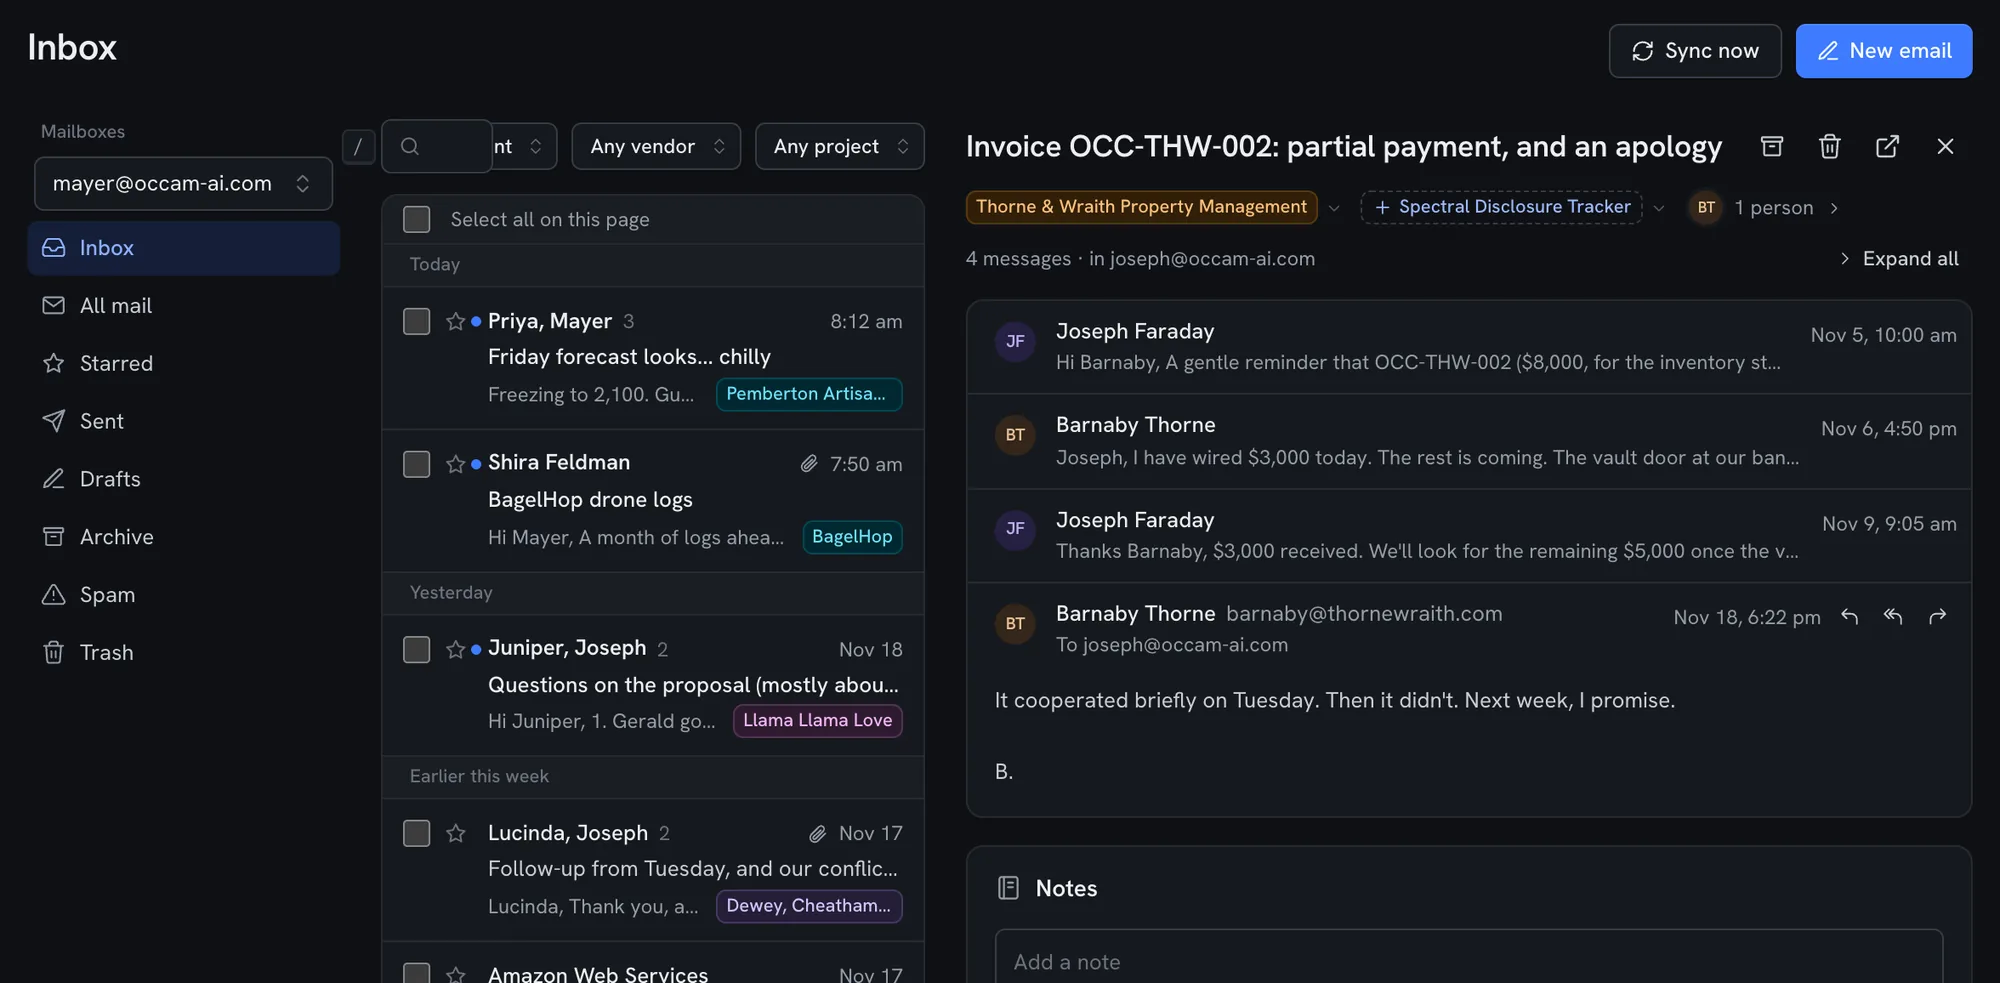 Inbox
Sync now
New email
Mailboxes
mayer@occam-ai.com
Inbox
All mail
Starred
Sent
Drafts
Archive
Spam
Trash
/
nt
Any vendor
Any project
Select all on this page
Today
Priya, Mayer 3 8:12 am
Friday forecast looks... chilly
Freezing to 2,100. Gu... Pemberton Artisa...
Shira Feldman 7:50 am
BagelHop drone logs
Hi Mayer, A month of logs ahea... BagelHop
Yesterday
Juniper, Joseph 2 Nov 18
Questions on the proposal (mostly abou...
Hi Juniper, 1. Gerald go... Llama Llama Love
Earlier this week
Lucinda, Joseph 2 Nov 17
Follow-up from Tuesday, and our conflic...
Lucinda, Thank you, a... Dewey, Cheatham...
Amazon Web Services Nov 17
Invoice OCC-THW-002: partial payment, and an apology
Thorne & Wraith Property Management + Spectral Disclosure Tracker BT 1 person
4 messages · in joseph@occam-ai.com Expand all
JF Joseph Faraday Nov 5, 10:00 am
Hi Barnaby, A gentle reminder that OCC-THW-002 ($8,000, for the inventory st...
BT Barnaby Thorne Nov 6, 4:50 pm
Joseph, I have wired $3,000 today. The rest is coming. The vault door at our ban...
JF Joseph Faraday Nov 9, 9:05 am
Thanks Barnaby, $3,000 received. We'll look for the remaining $5,000 once the v...
BT Barnaby Thorne barnaby@thornewraith.com Nov 18, 6:22 pm
To joseph@occam-ai.com
It cooperated briefly on Tuesday. Then it didn't. Next week, I promise.
B.
Notes
Add a note